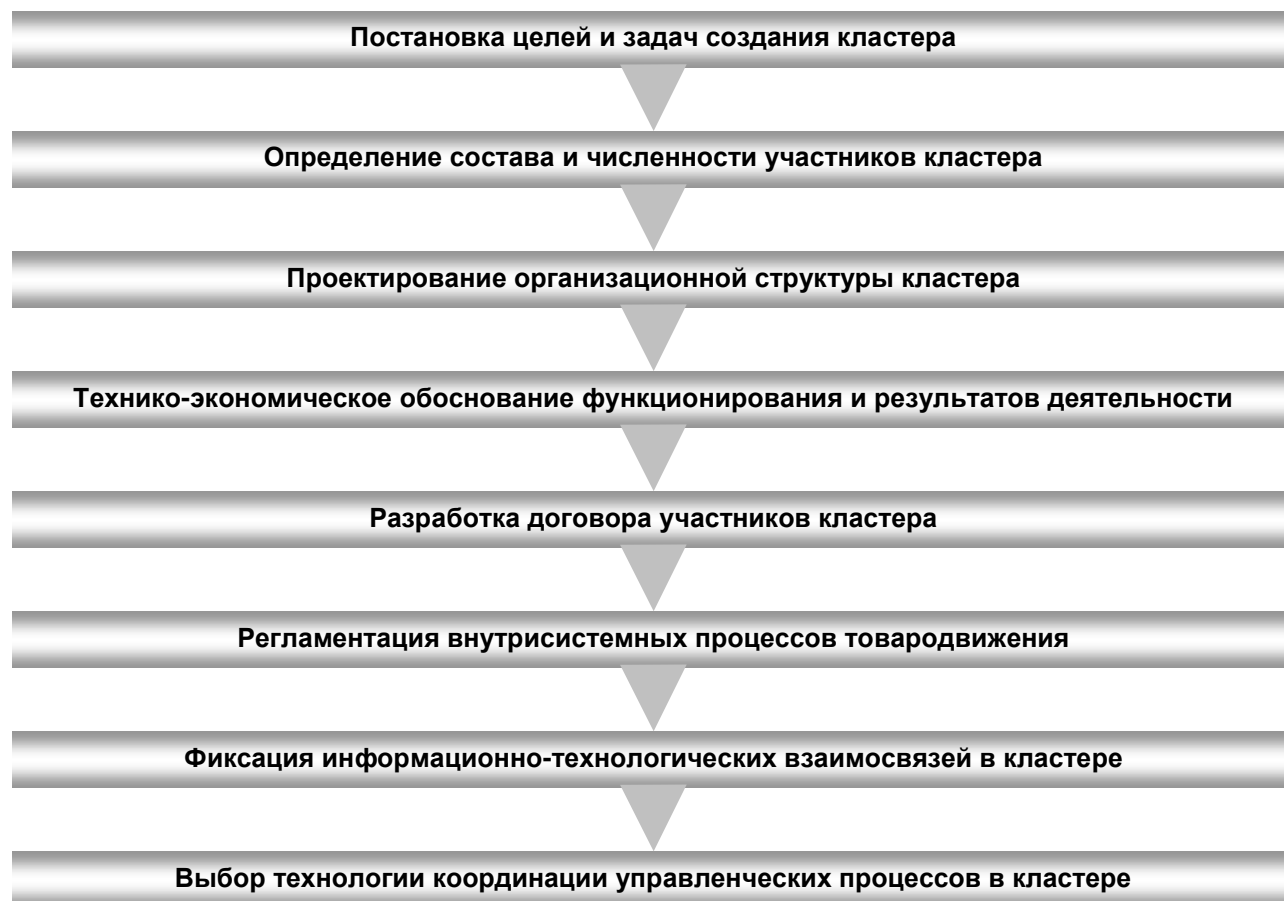 Постановка целей и задач создания кластера
Определение состава и численности участников кластера
Проектирование организационной структуры кластера
Технико-экономическое обоснование функционирования и результатов деятельности
Разработка договора участников кластера
Регламентация внутрисистемных процессов товародвижения
Фиксация информационно-технологических взаимосвязей в кластере
Выбор технологии координации управленческих процессов в кластере